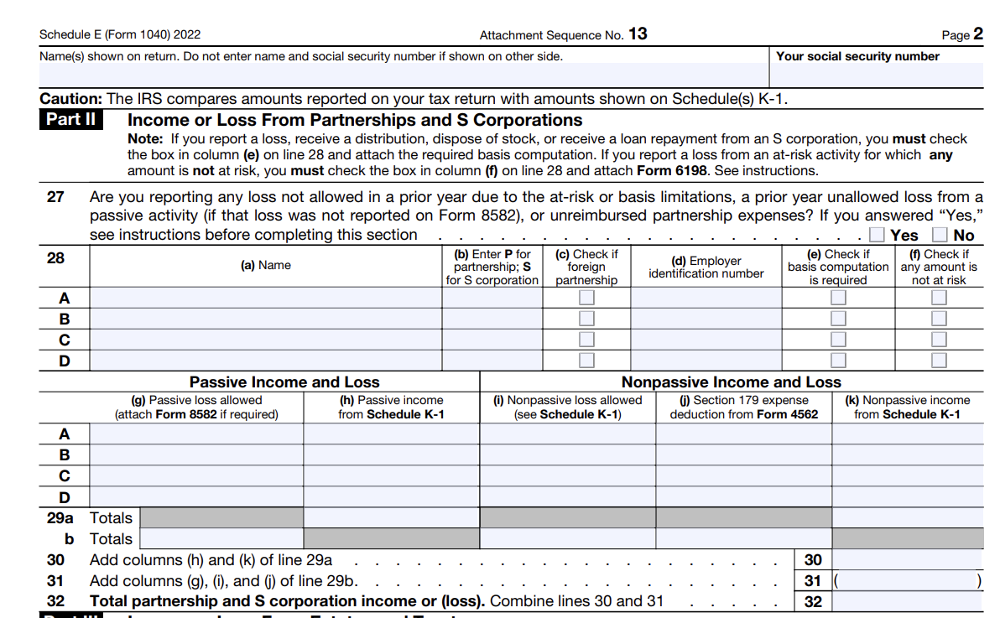 Schedule E (Form 1040) 2022 Attachment Sequence No. 13 Page 2
Name(s) shown on return. Do not enter name and social security number if shown on other side. Your social security number
Caution: The IRS compares amounts reported on your tax return with amounts shown on Schedule(s) K-1.
Part II Income or Loss From Partnerships and S Corporations
Note: If you report a loss, receive a distribution, dispose of stock, or receive a loan repayment from an S corporation, you must check
the box in column (e) on line 28 and attach the required basis computation. If you report a loss from an at-risk activity for which any
amount is not at risk, you must check the box in column (f) on line 28 and attach Form 6198. See instructions.
27 Are you reporting any loss not allowed in a prior year due to the at-risk or basis limitations, a prior year unallowed loss from a
passive activity (if that loss was not reported on Form 8582), or unreimbursed partnership expenses? If you answered “Yes,”
see instructions before completing this section . . . . . . . . . . . . . . . . . . . . Yes No
28 (a) Name
(b) Enter P for
partnership; S
for S corporation
(c) Check if
foreign
partnership
(d) Employer
identification number
(e) Check if
basis computation
is required
(f) Check if
any amount is
not at risk
A
B
C
D
Passive Income and Loss Nonpassive Income and Loss
(g) Passive loss allowed
(attach Form 8582 if required)
(h) Passive income
from Schedule K-1
(i) Nonpassive loss allowed
(see Schedule K-1)
(j) Section 179 expense
deduction from Form 4562
(k) Nonpassive income
from Schedule K-1
A
B
C
D
29a Totals
b Totals
30 Add columns (h) and (k) of line 29a . . . . . . . . . . . . . . . . . . . . . 30
31 Add columns (g), (i), and (j) of line 29b. . . . . . . . . . . . . . . . . . . . 31 ( )
32 Total partnership and S corporation income or (loss). Combine lines 30 and 31 . . . . . 32